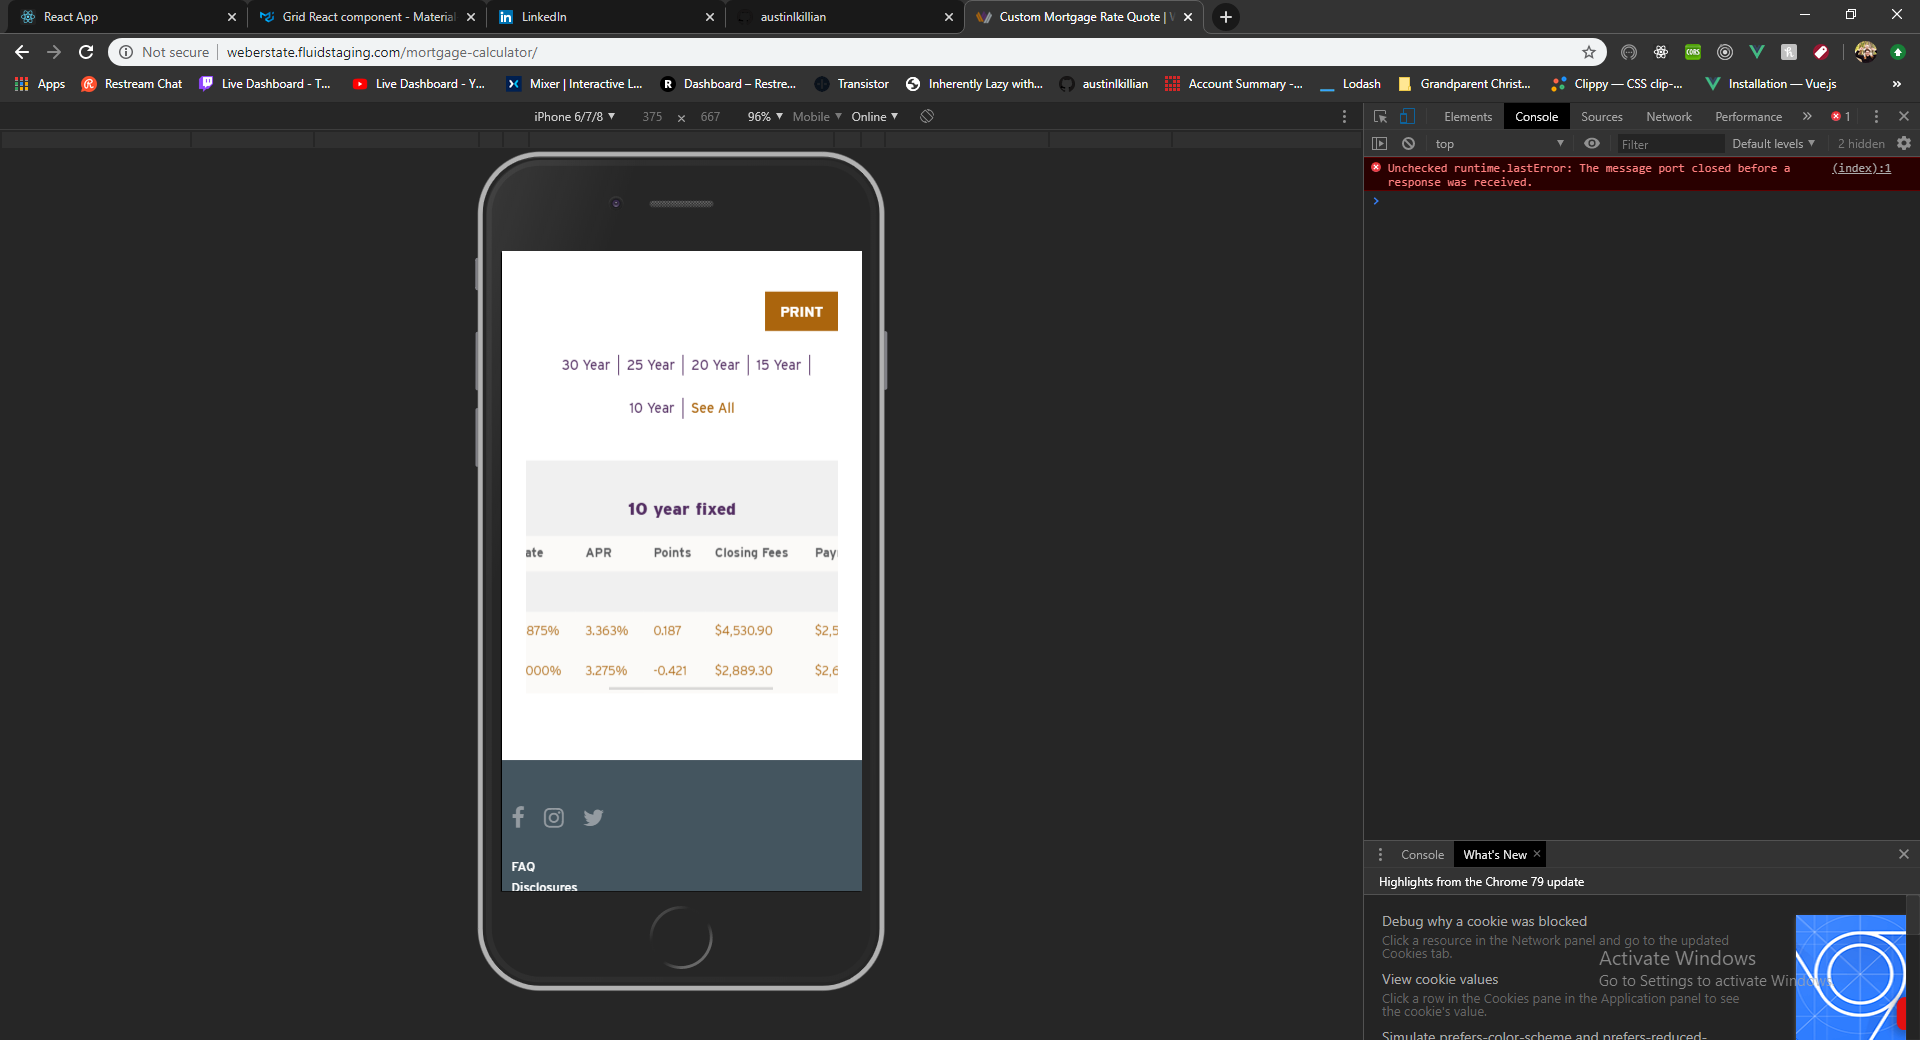 React App
Grid React component - Material
LinkedIn
austinlkillian
Custom Mortgage Rate Quote |
Not secure
weberstate.fluidstaging.com/mortgage-calculator/
Apps
Restream Chat
Live Dashboard - T...
Live Dashboard - Y...
Mixer | Interactive L...
Dashboard – Restre...
Transistor
Inherently Lazy with...
austinlkillian
Account Summary -...
Lodash
Grandparent Christ...
Clippy — CSS clip-...
Installation — Vue.js
»
iPhone 6/7/8 375 × 667 96% Mobile Online
Elements Console Sources Network Performance » 1
top Filter Default levels 2 hidden
Unchecked runtime.lastError: The message port closed before a (index):1
response was received.
PRINT
30 Year | 25 Year | 20 Year | 15 Year |
10 Year | See All
10 year fixed
ate APR Points Closing Fees Pay
875% 3.363% 0.187 $4,530.90 $2,5
000% 3.275% -0.421 $2,889.30 $2,6
FAQ
Disclosures
Console What's New
Highlights from the Chrome 79 update
Debug why a cookie was blocked
Click a resource in the Network panel and go to the updated
Cookies tab.
Activate Windows
View cookie values
Go to Settings to activate Windows.
Click a row in the Cookies pane in the Application panel to see
the cookie's value.
Simulate prefers-color-scheme and prefers-reduced-